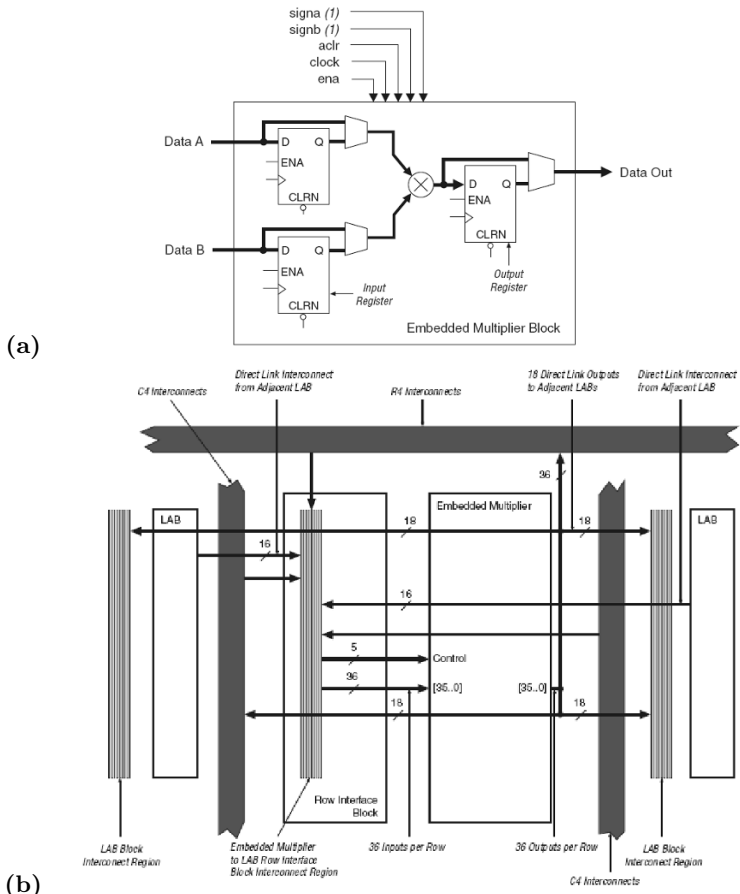 signa (1)
signb (1)
aclr
clock
ena
Data A
D Q
ENA
CLRN
Data B
D Q
ENA
CLRN
Input
Register
D Q
ENA
CLRN
Output
Register
Data Out
Embedded Multiplier Block
(a)
C4 Interconnects
Direct Link Interconnect
from Adjacent LAB
R4 Interconnects
18 Direct Link Outputs
to Adjacent LABs
Direct Link Interconnect
from Adjacent LAB
36
LAB
Embedded Multiplier
LAB
18
18
16
16
5
Control
36
[35..0]
[35..0]
18
18
Row Interface
Block
LAB Block
Interconect Region
Embedded Multiplier
to LAB Row Interface
Block Interconnect Region
36 Inputs per Row
36 Outputs per Row
C4 Interconnects
LAB Block
Interconect Region
(b)